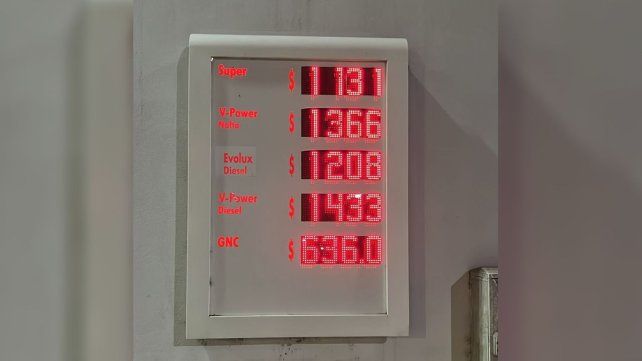 Super $ 1131
V-Power $ 1366
Nafta
Evolux $ 1208
Diesel
V-Power $ 1433
Diesel
GNC $ 636.0